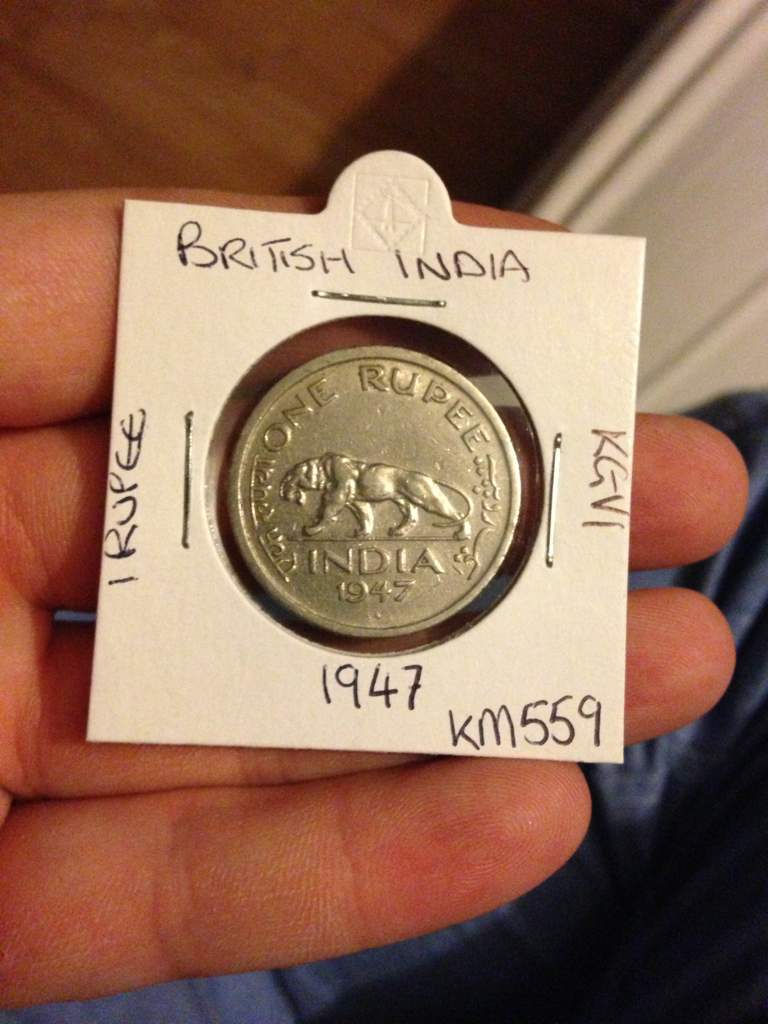 BRITISH INDIA
1 RUPEE
KGVI
ONE RUPEE
INDIA
1947
1947
KM559